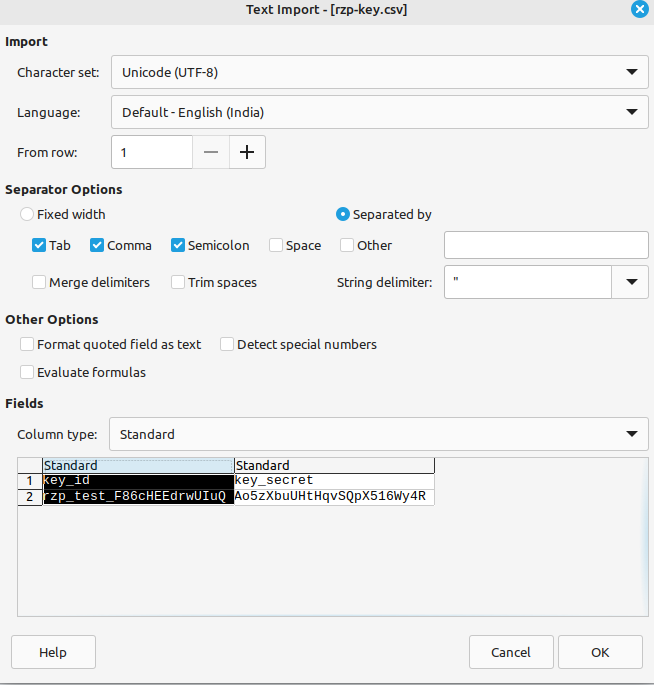 Text Import - [rzp-key.csv]
Import
Character set: Unicode (UTF-8)
Language: Default - English (India)
From row: 1
Separator Options
Fixed width Separated by
Tab Comma Semicolon Space Other
Merge delimiters Trim spaces String delimiter: "
Other Options
Format quoted field as text Detect special numbers
Evaluate formulas
Fields
Column type: Standard
Standard Standard
1 key_id key_secret
2 rzp_test_F86cHEEdrwUIuQ Ao5zXbuUHtHqvSQpX516Wy4R
Help Cancel OK